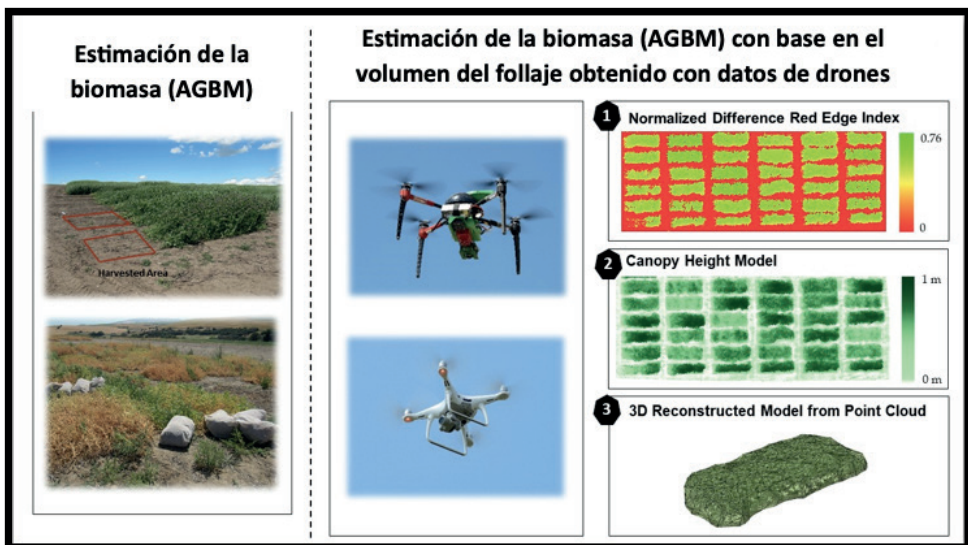 Estimación de la
biomasa (AGBM)
Harvested Area
Estimación de la biomasa (AGBM) con base en el
volumen del follaje obtenido con datos de drones
1 Normalized Difference Red Edge Index
0.76
0
2 Canopy Height Model
1 m
0 m
3 3D Reconstructed Model from Point Cloud